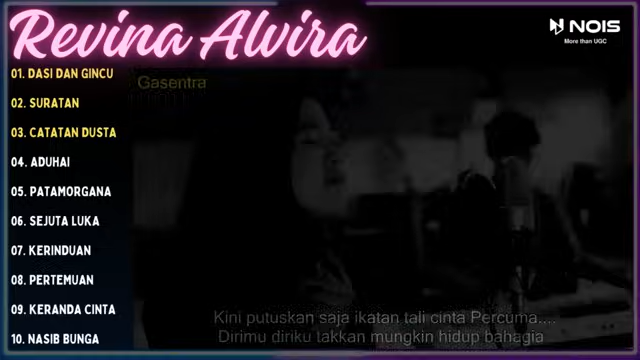 Revina Alvira
NOIS
More than UGC
01. DASI DAN GINCU
Gasentra
02. SURATAN
03. CATATAN DUSTA
04. ADUHAI
05. PATAMORGANA
06. SEJUTA LUKA
07. KERINDUAN
08. PERTEMUAN
09. KERANDA CINTA
10. NASIB BUNGA
Kini putuskan saja ikatan tali cinta Percuma....
Dirimu diriku takkan mungkin hidup bahagia